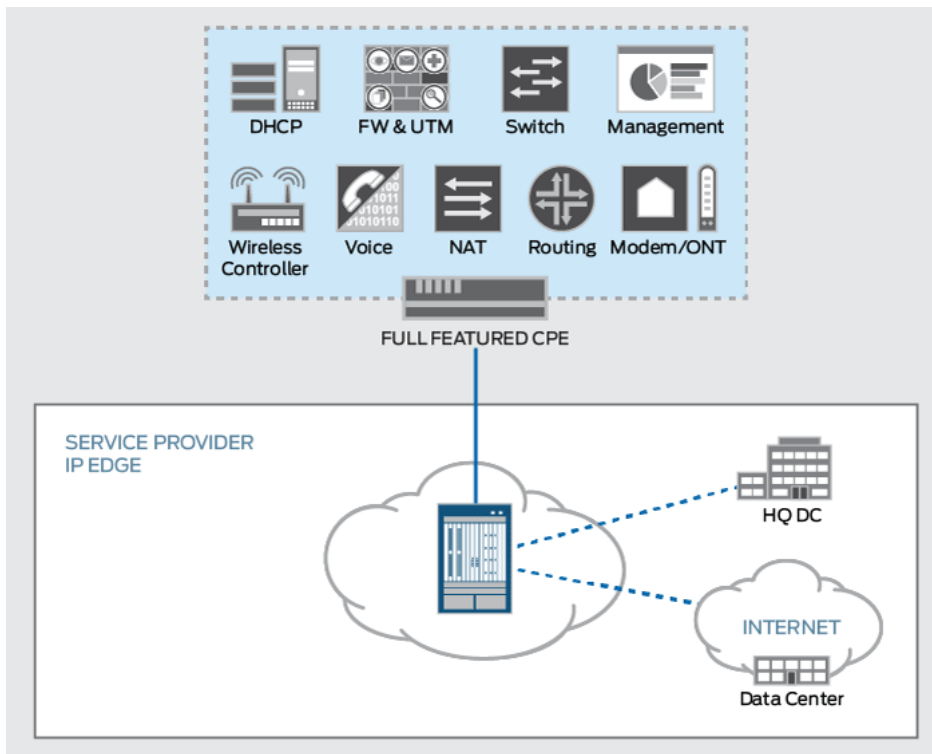 DHCP
FW & UTM
Switch
Management
Wireless
Controller
Voice
NAT
Routing
Modem/ONT
FULL FEATURED CPE
SERVICE PROVIDER
IP EDGE
HQ DC
INTERNET
Data Center